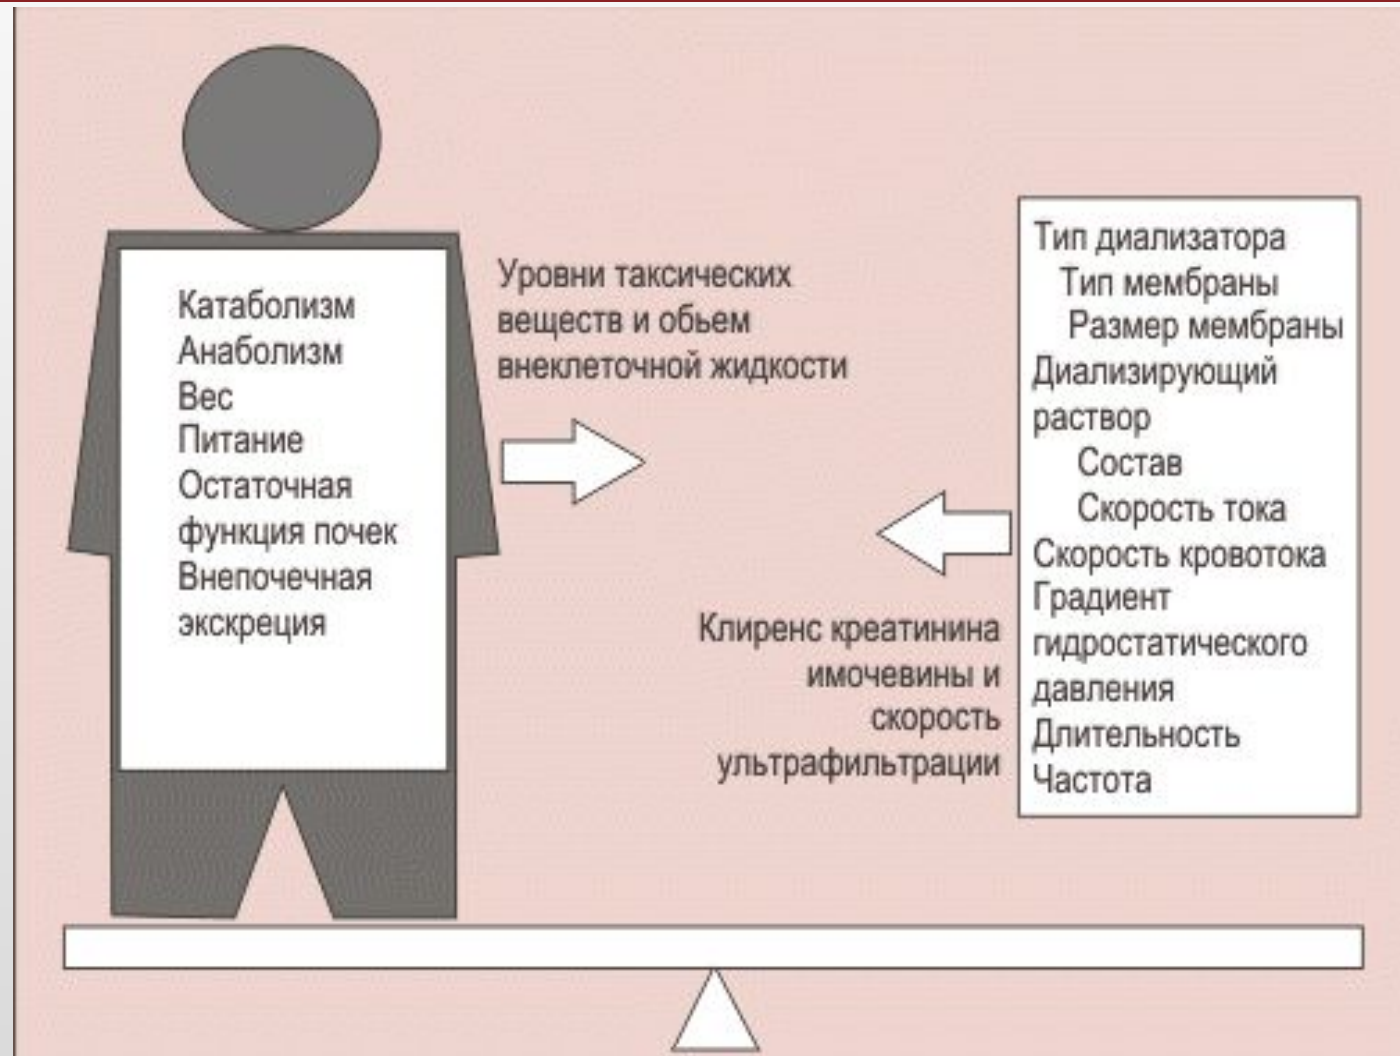 Катаболизм
Анаболизм
Вес
Питание
Остаточная
функция почек
Внепочечная
экскреция
Уровни таксических
веществ и обьем
внеклеточной жидкости
Клиренс креатинина
имочевины и
скорость
ультрафильтрации
Тип диализатора
Тип мембраны
Размер мембраны
Диализирующий
раствор
Состав
Скорость тока
Скорость кровотока
Градиент
гидростатического
давления
Длительность
Частота